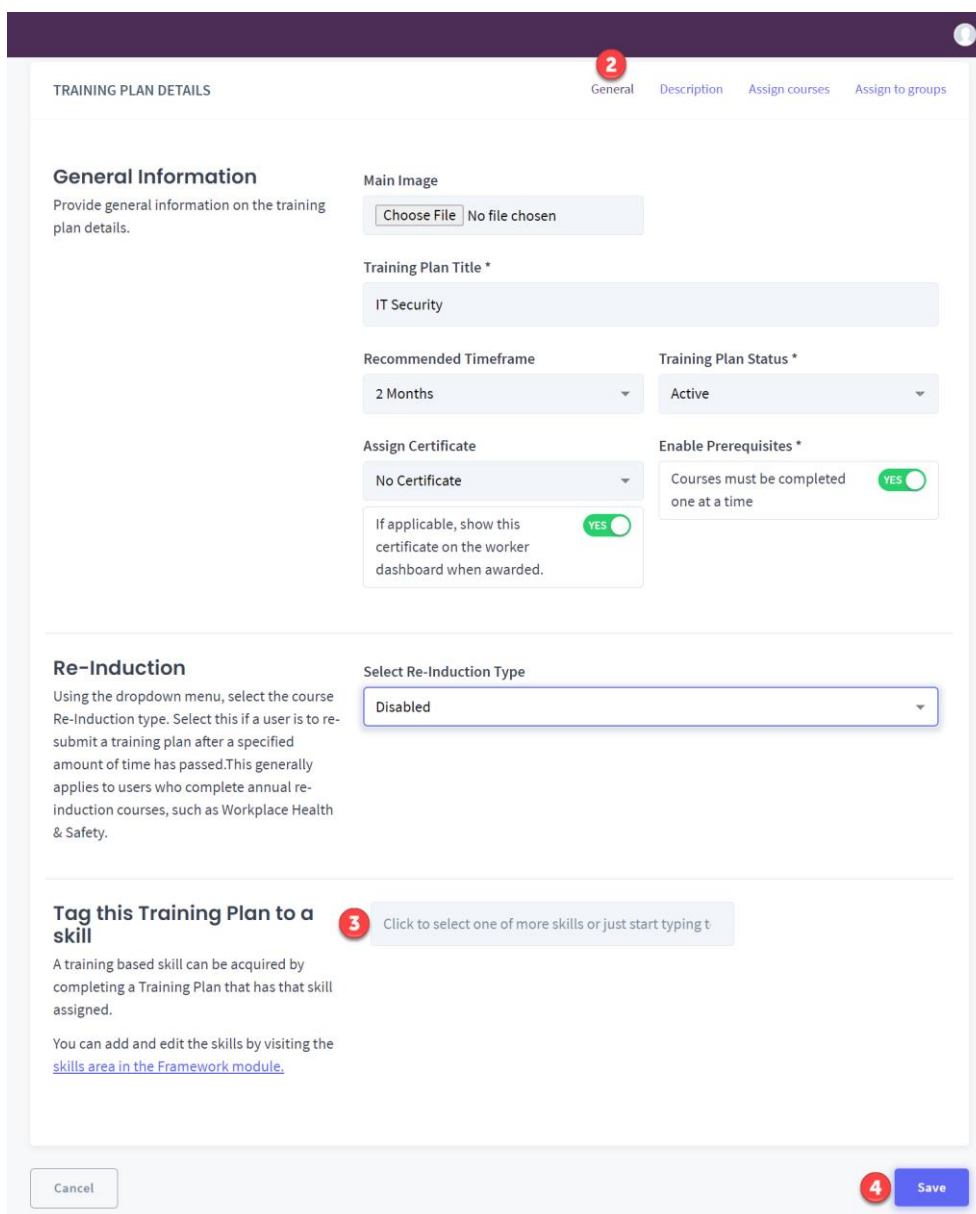 2
TRAINING PLAN DETAILS
General
Description
Assign courses
Assign to groups
General Information
Provide general information on the training
plan details.
Main Image
Choose File No file chosen
Training Plan Title *
IT Security
Recommended Timeframe
Training Plan Status *
2 Months
Active
Assign Certificate
Enable Prerequisites *
No Certificate
Courses must be completed
one at a time
YES
If applicable, show this
certificate on the worker
dashboard when awarded.
YES
Re-Induction
Using the dropdown menu, select the course
Re-Induction type. Select this if a user is to re-
submit a training plan after a specified
amount of time has passed.This generally
applies to users who complete annual re-
induction courses, such as Workplace Health
& Safety.
Select Re-Induction Type
Disabled
Tag this Training Plan to a
skill
A training based skill can be acquired by
completing a Training Plan that has that skill
assigned.
You can add and edit the skills by visiting the
skills area in the Framework module.
3
Click to select one of more skills or just start typing t
Cancel
4
Save